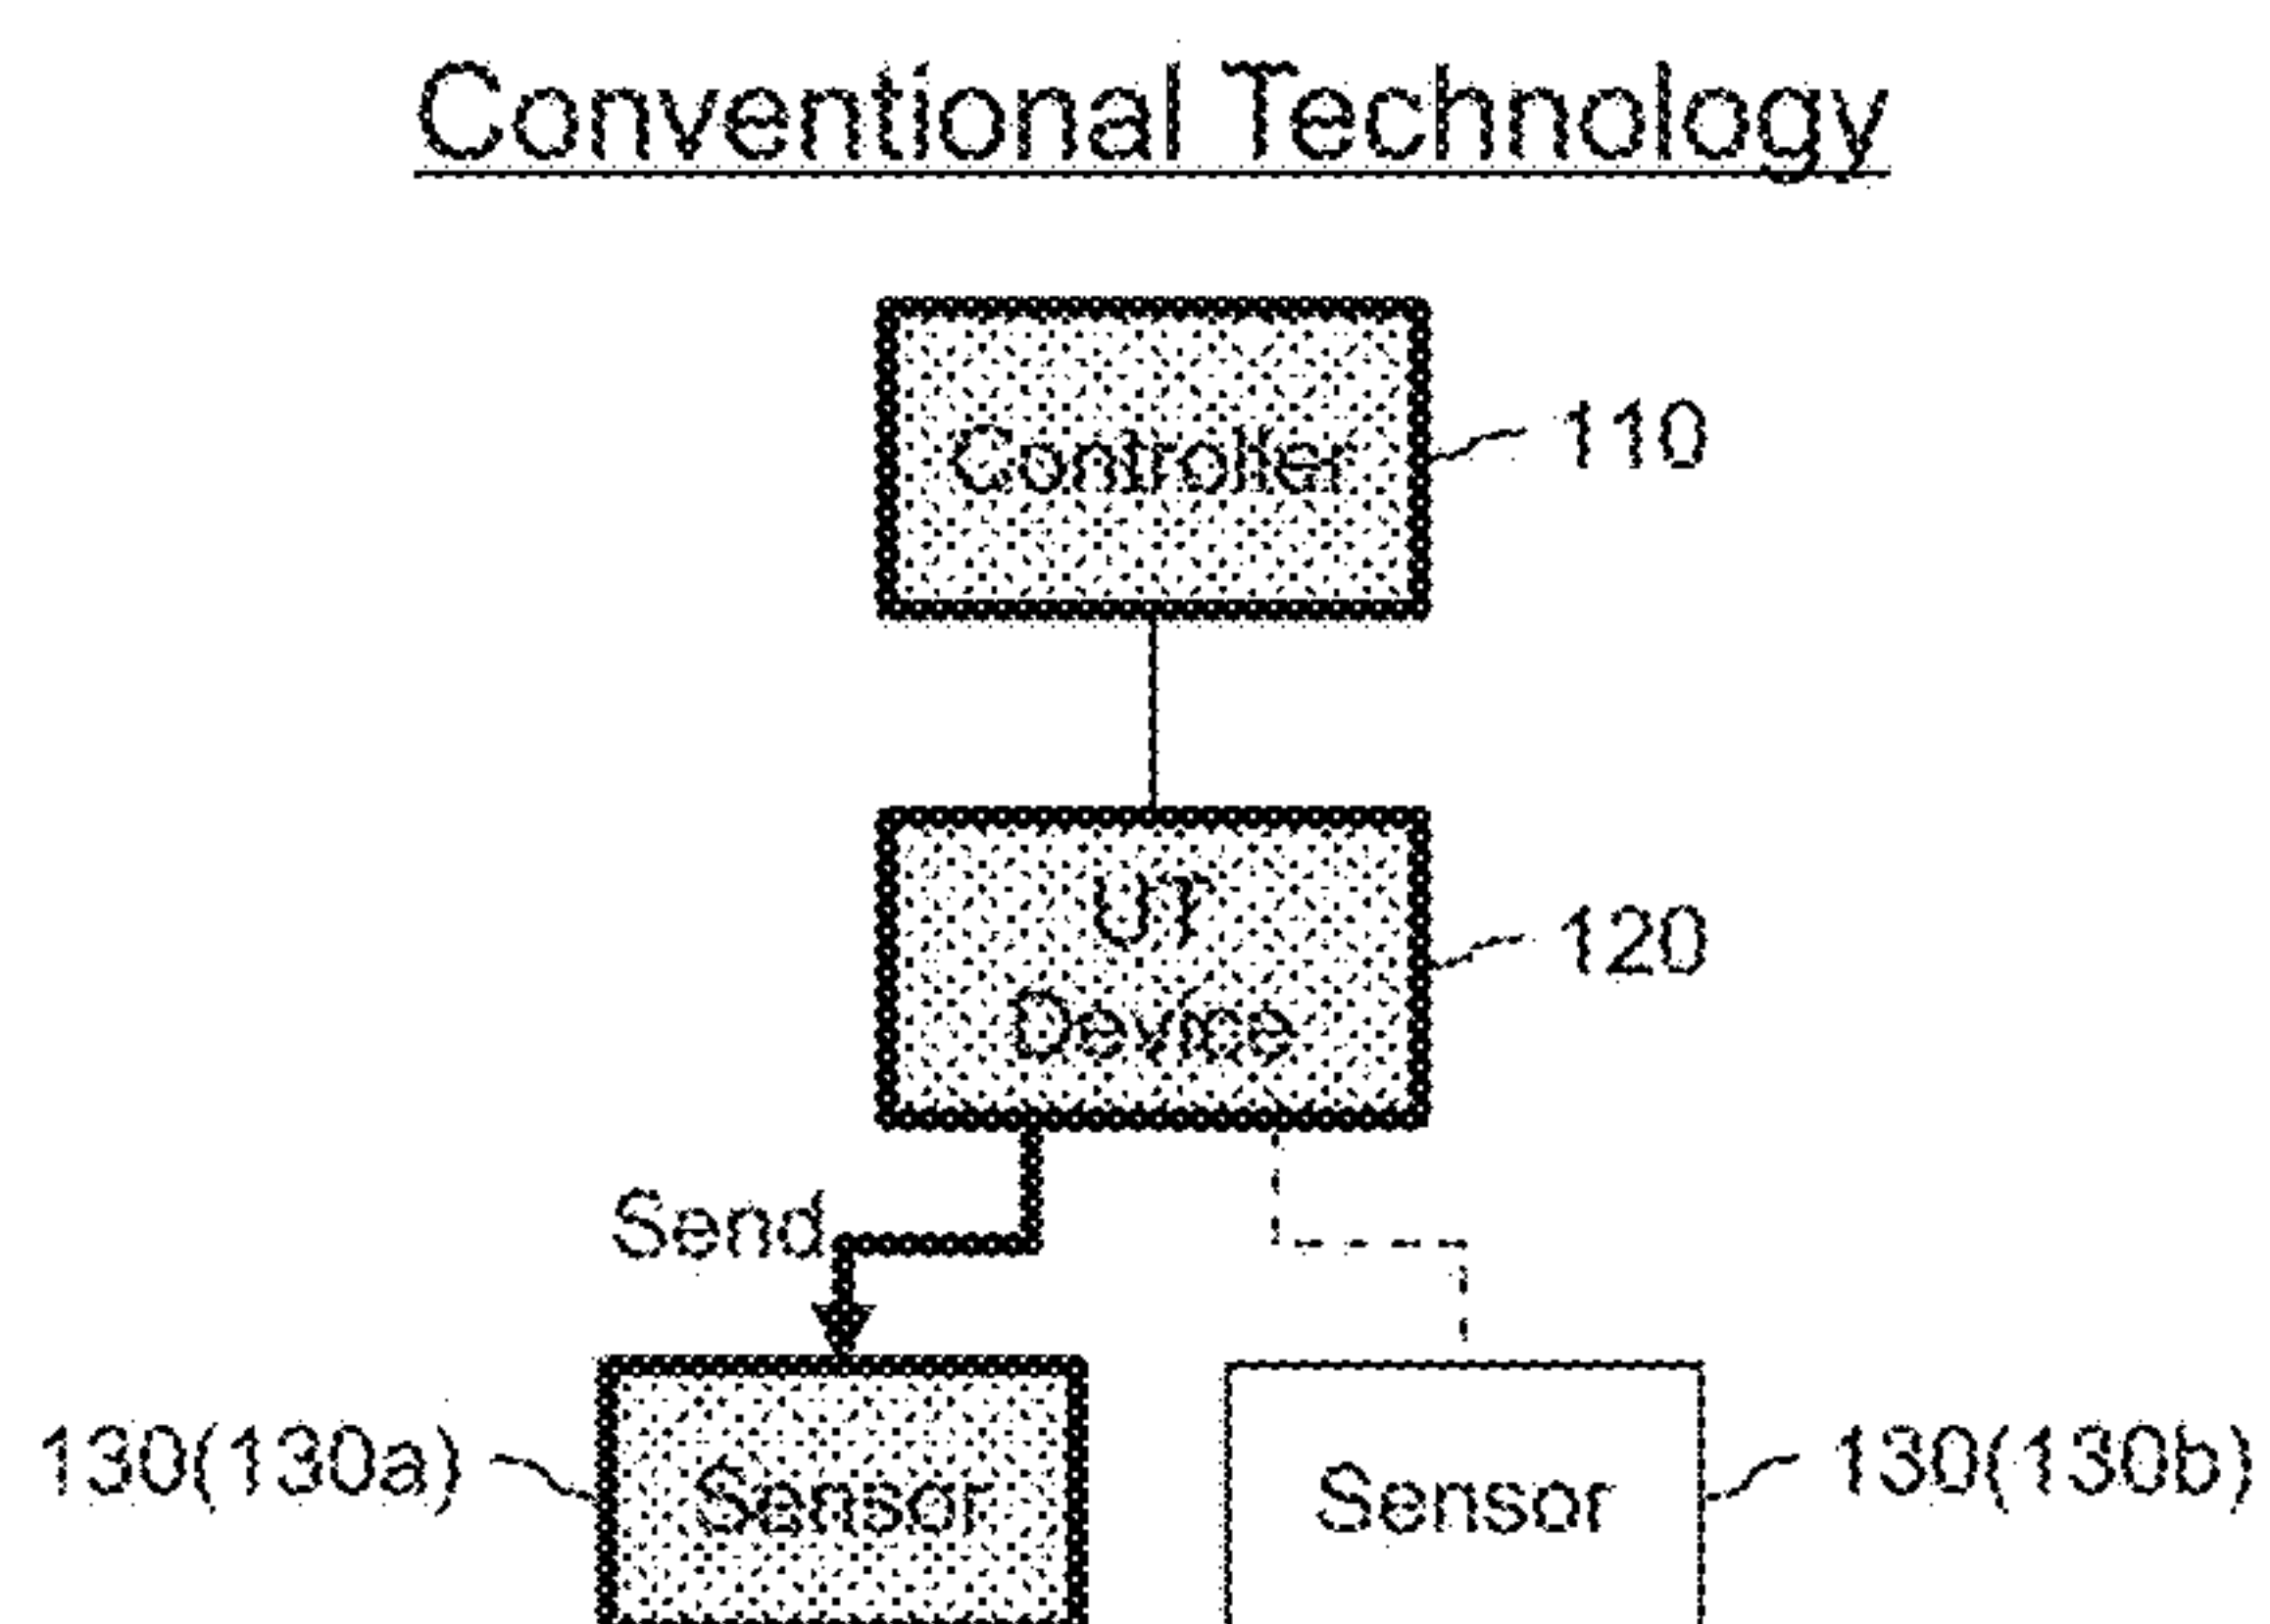 Conventional Technology
Controller
110
UT
Device
120
Send
130(130a)
Sensor
Sensor
130(130b)